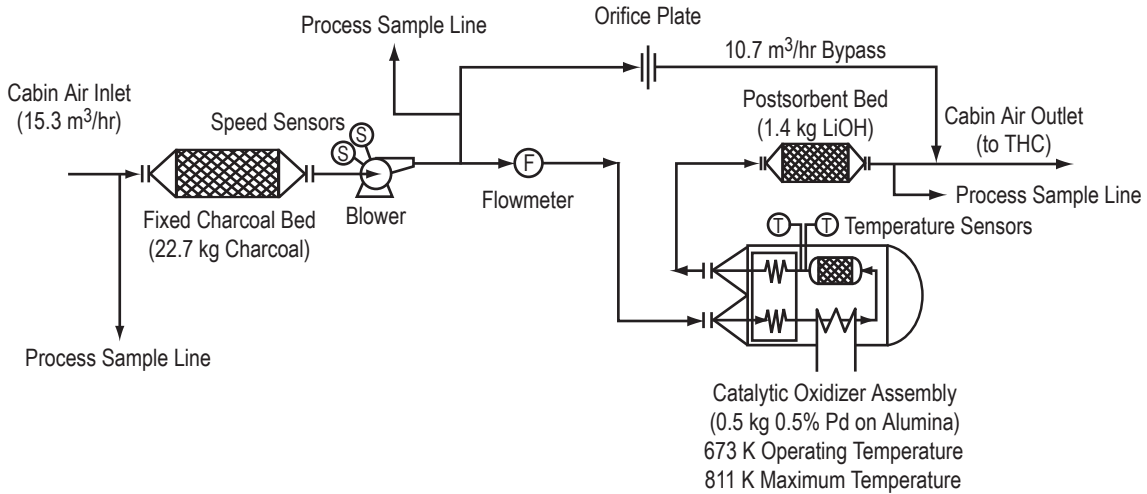 Orifice Plate
Process Sample Line
10.7 m³/hr Bypass
Cabin Air Inlet
(15.3 m³/hr)
Postsorbent Bed
(1.4 kg LiOH)
Cabin Air Outlet
(to THC)
Speed Sensors
S
S
F
Flowmeter
Blower
Fixed Charcoal Bed
(22.7 kg Charcoal)
Process Sample Line
T
T
Temperature Sensors
Process Sample Line
Catalytic Oxidizer Assembly
(0.5 kg 0.5% Pd on Alumina)
673 K Operating Temperature
811 K Maximum Temperature